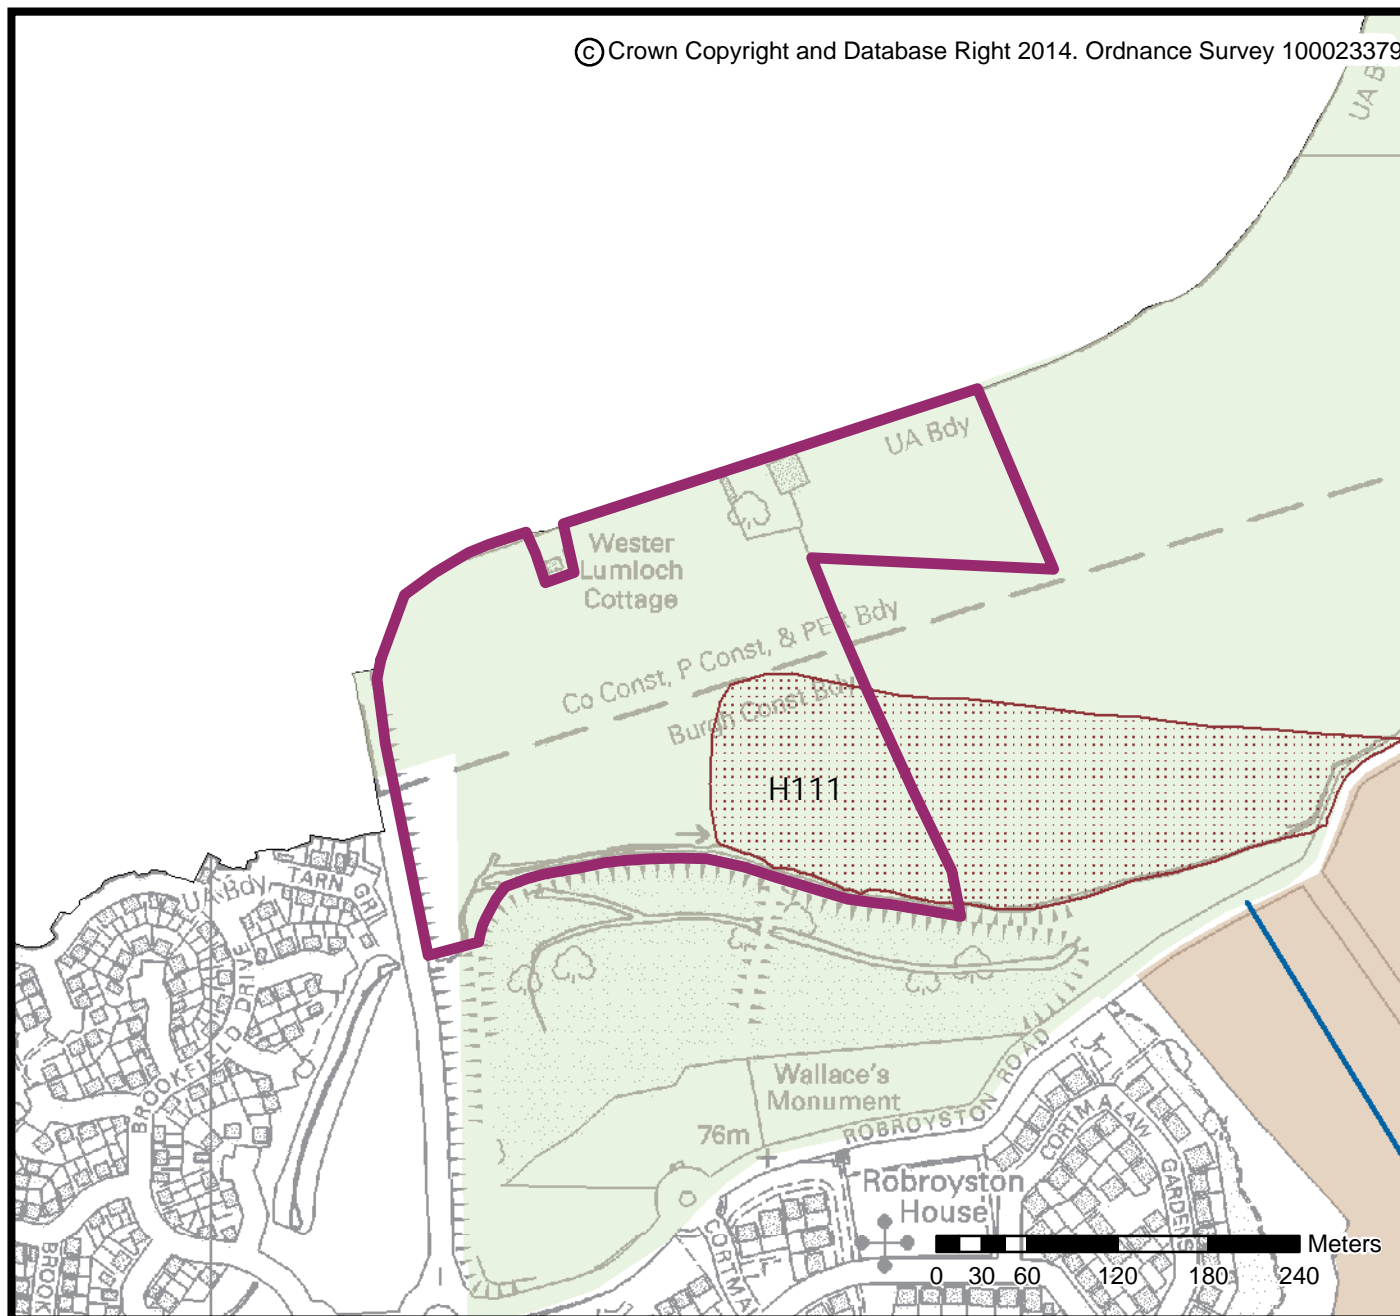 © Crown Copyright and Database Right 2014. Ordnance Survey 100023379
UA B
UA Bdy
Wester
Lumloch
Cottage
Co Const, P Const, & PER Bdy
Burgh Const Bdy
H111
UA Bdy
TARN GR
BROOKFIELD DRIVE
Wallace's
Monument
76m
ROBROYSTON ROAD
CORTMALAW
GARDENS
Robroyston
House
CORTMA
BROOK
Meters
0 30 60 120 180 240